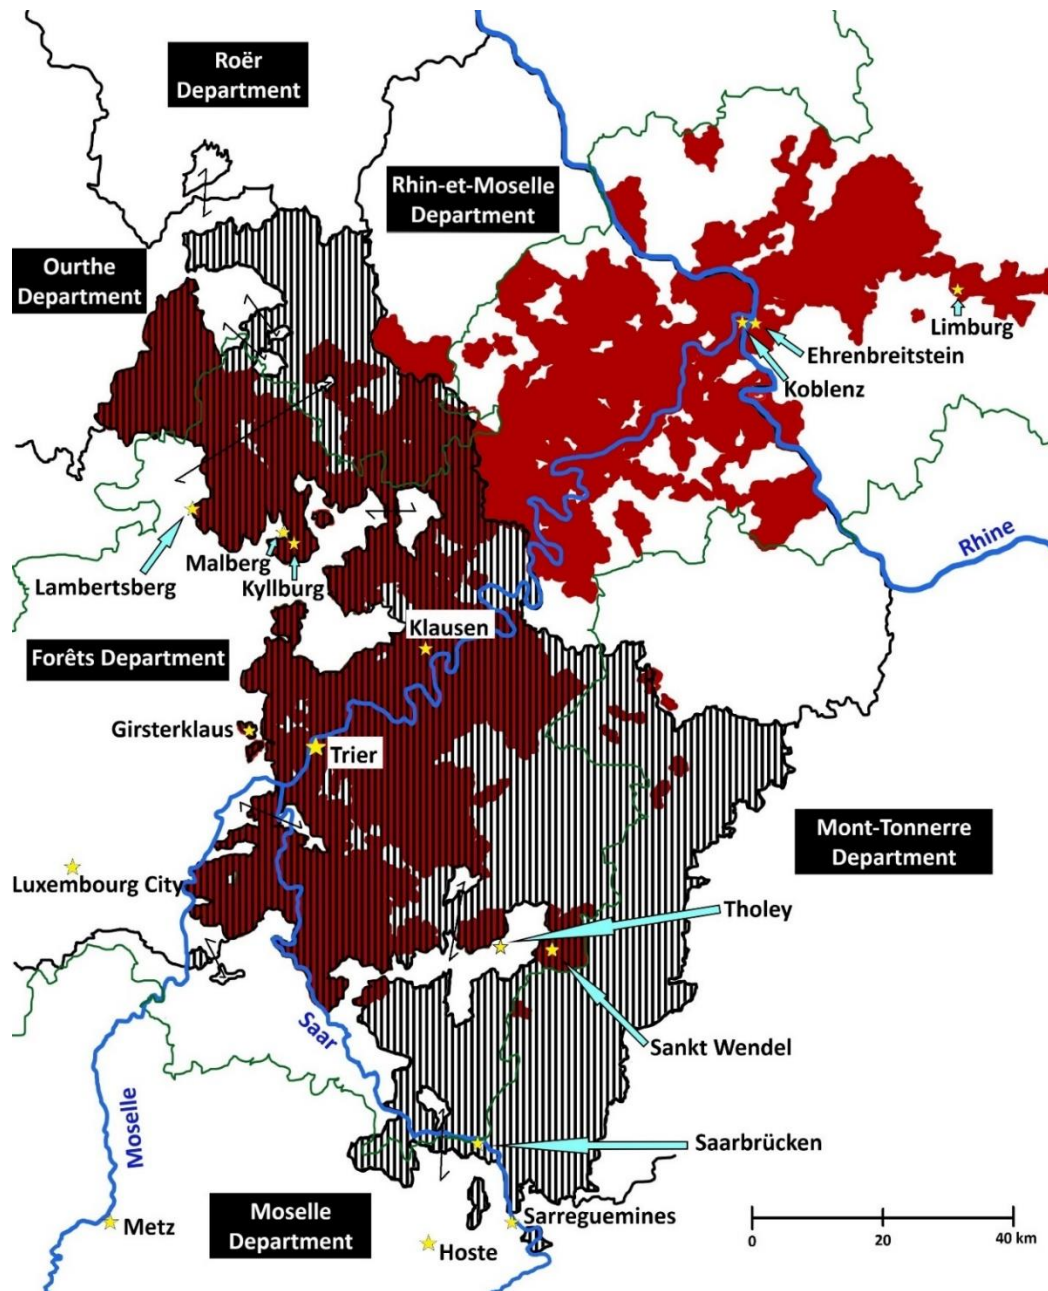 Roër
Department
Rhin-et-Moselle
Department
Ourthe
Department
Limburg
Ehrenbreitstein
Koblenz
Rhine
Malberg
Lambertsberg
Kyllburg
Klausen
Forêts Department
Girsterklaus
Trier
Mont-Tonnerre
Department
Luxembourg City
Tholey
Saar
Sankt Wendel
Moselle
Saarbrücken
Moselle
Department
Metz
Sarreguemines
Hoste
0 20 40 km